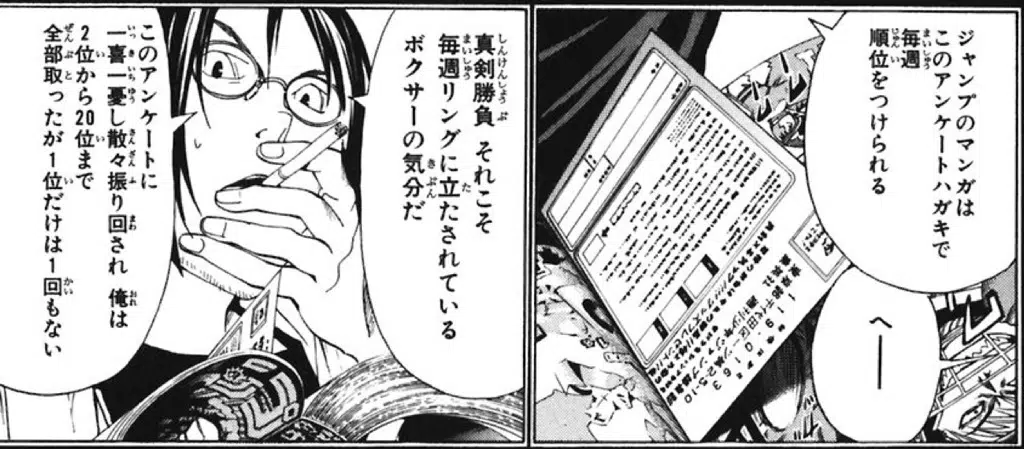 ジャンプのマンガは
このアンケートハガキで
毎週
順位をつけられる
へーー
真剣勝負 それこそ
毎週リングに立たされている
ボクサーの気分だ
このアンケートに
一喜一憂し散々振り回され 俺は
2位から20位まで
全部取ったが1位だけは1回もない